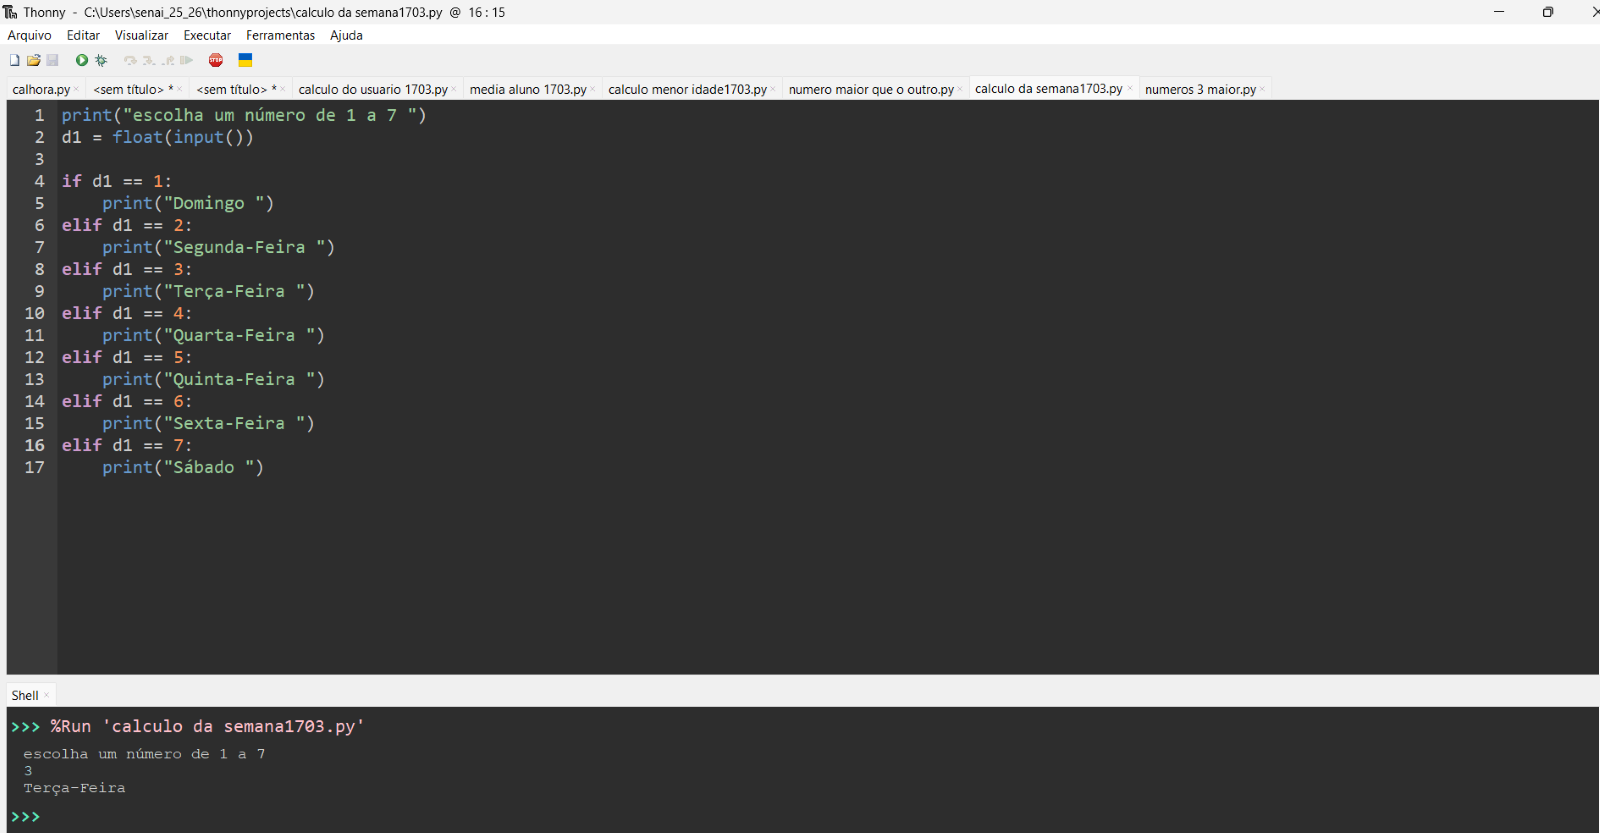 Thonny - C:\Users\senai_25_26\thonnyprojects\calculo da semana1703.py @ 16 : 15
Arquivo Editar Visualizar Executar Ferramentas Ajuda
STOP
calhora.py × <sem título> * × <sem título> * × calculo do usuario 1703.py × media aluno 1703.py × calculo menor idade1703.py × numero maior que o outro.py × calculo da semana1703.py × numeros 3 maior.py ×
1 print("escolha um número de 1 a 7 ")
2 d1 = float(input())
3
4 if d1 == 1:
5     print("Domingo ")
6 elif d1 == 2:
7     print("Segunda-Feira ")
8 elif d1 == 3:
9     print("Terça-Feira ")
10 elif d1 == 4:
11     print("Quarta-Feira ")
12 elif d1 == 5:
13     print("Quinta-Feira ")
14 elif d1 == 6:
15     print("Sexta-Feira ")
16 elif d1 == 7:
17     print("Sábado ")
Shell ×
>>> %Run 'calculo da semana1703.py'
escolha um número de 1 a 7
3
Terça-Feira
>>>